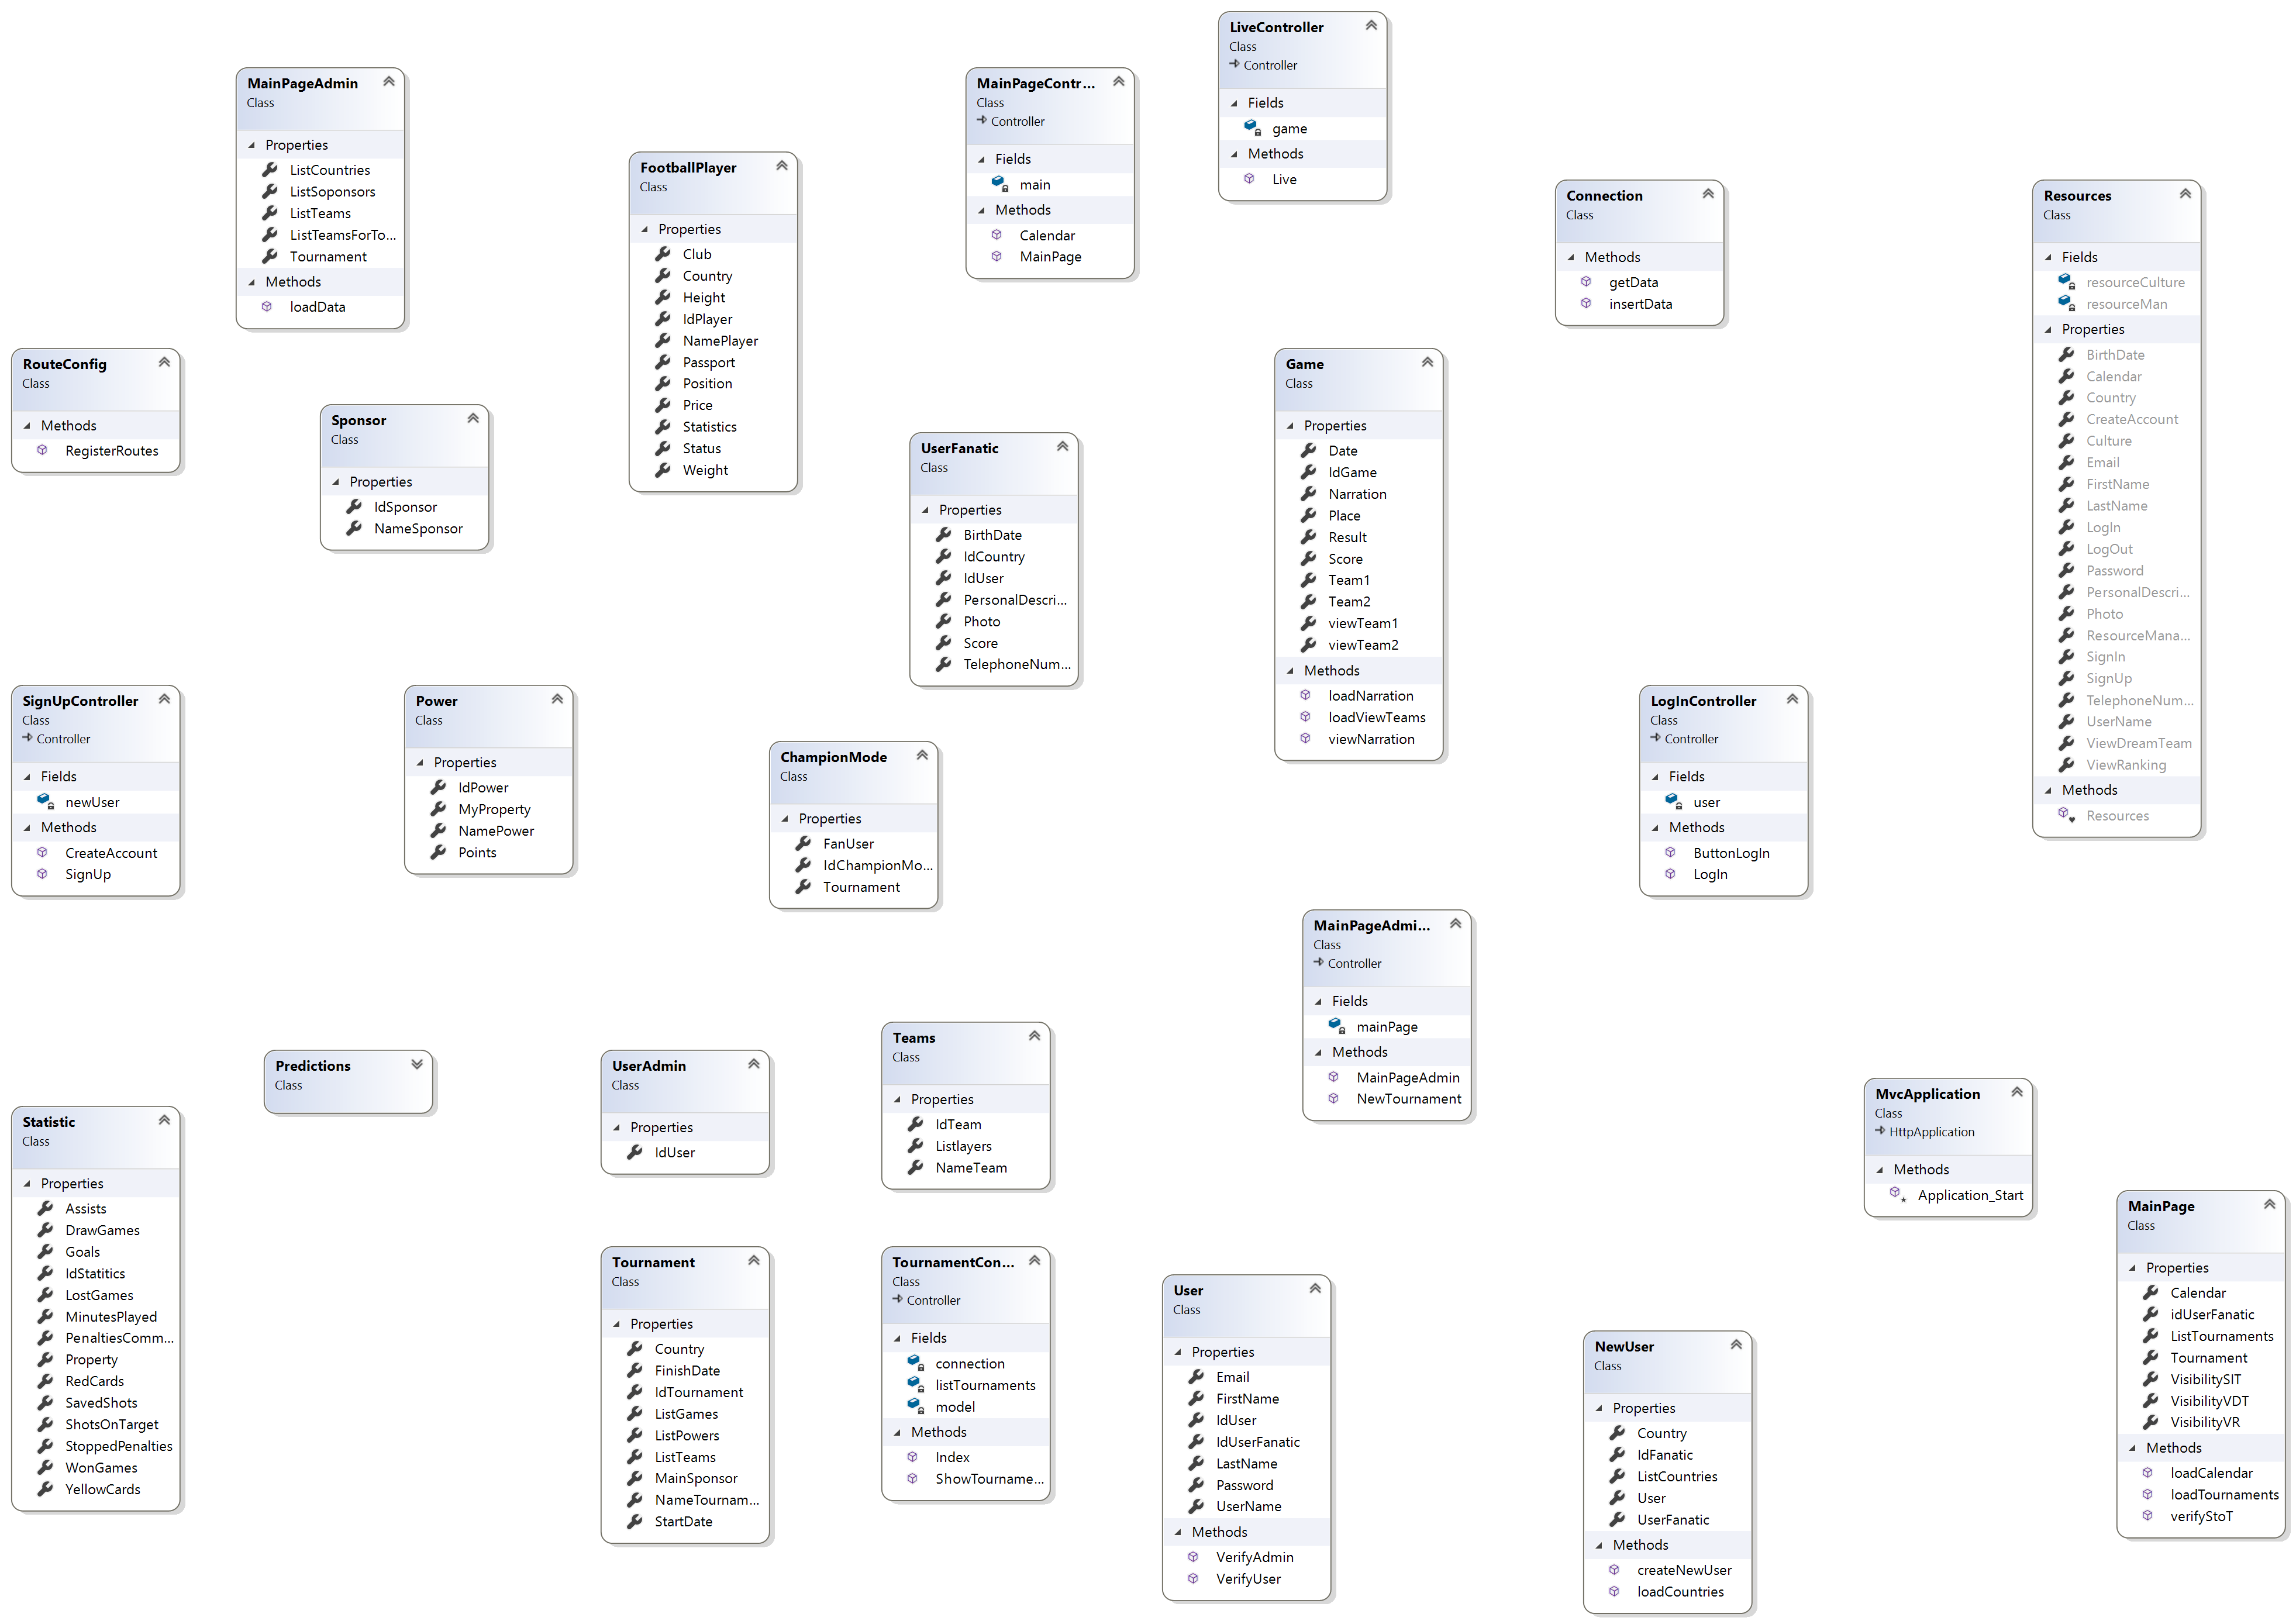 LiveController
Class
Controller
Fields
game
Methods
Live
MainPageAdmin
Class
Properties
ListCountries
ListSoponsors
ListTeams
ListTeamsForTo...
Tournament
Methods
loadData
MainPageContr...
Class
Controller
Fields
main
Methods
Calendar
MainPage
FootballPlayer
Class
Properties
Club
Country
Height
IdPlayer
NamePlayer
Passport
Position
Price
Statistics
Status
Weight
Connection
Class
Methods
getData
insertData
Resources
Class
Fields
resourceCulture
resourceMan
Properties
BirthDate
Calendar
Country
CreateAccount
Culture
Email
FirstName
LastName
LogIn
LogOut
Password
PersonalDescri...
Photo
ResourceMana...
SignIn
SignUp
TelephoneNum...
UserName
ViewDreamTeam
ViewRanking
Methods
Resources
RouteConfig
Class
Methods
RegisterRoutes
Sponsor
Class
Properties
IdSponsor
NameSponsor
UserFanatic
Class
Properties
BirthDate
IdCountry
IdUser
PersonalDescri...
Photo
Score
TelephoneNum...
Game
Class
Properties
Date
IdGame
Narration
Place
Result
Score
Team1
Team2
viewTeam1
viewTeam2
Methods
loadNarration
loadViewTeams
viewNarration
SignUpController
Class
Controller
Fields
newUser
Methods
CreateAccount
SignUp
Power
Class
Properties
IdPower
MyProperty
NamePower
Points
ChampionMode
Class
Properties
FanUser
IdChampionMo...
Tournament
LogInController
Class
Controller
Fields
user
Methods
ButtonLogIn
LogIn
MainPageAdmi...
Class
Controller
Fields
mainPage
Methods
MainPageAdmin
NewTournament
Predictions
Class
UserAdmin
Class
Properties
IdUser
Teams
Class
Properties
IdTeam
Listlayers
NameTeam
MvcApplication
Class
HttpApplication
Methods
Application_Start
Statistic
Class
Properties
Assists
DrawGames
Goals
IdStatitics
LostGames
MinutesPlayed
PenaltiesComm...
Property
RedCards
SavedShots
ShotsOnTarget
StoppedPenalties
WonGames
YellowCards
Tournament
Class
Properties
Country
FinishDate
IdTournament
ListGames
ListPowers
ListTeams
MainSponsor
NameTournam...
StartDate
TournamentCon...
Class
Controller
Fields
connection
listTournaments
model
Methods
Index
ShowTourname...
User
Class
Properties
Email
FirstName
IdUser
IdUserFanatic
LastName
Password
UserName
Methods
VerifyAdmin
VerifyUser
NewUser
Class
Properties
Country
IdFanatic
ListCountries
User
UserFanatic
Methods
createNewUser
loadCountries
MainPage
Class
Properties
Calendar
idUserFanatic
ListTournaments
Tournament
VisibilitySIT
VisibilityVDT
VisibilityVR
Methods
loadCalendar
loadTournaments
verifyStoT